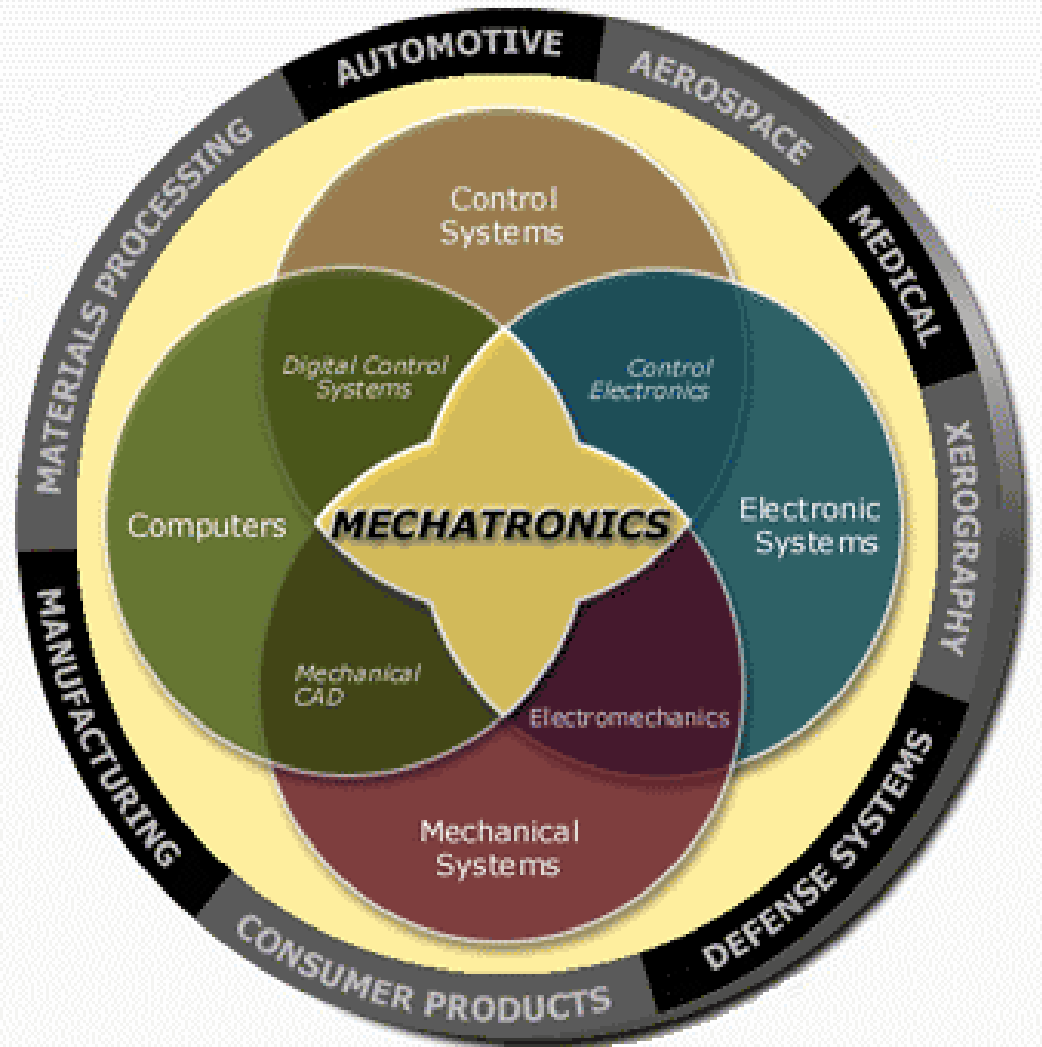 AUTOMOTIVE
AEROSPACE
MEDICAL
XEROGRAPHY
DEFENSE SYSTEMS
CONSUMER PRODUCTS
MANUFACTURING
MATERIALS PROCESSING
Control
Systems
Digital Control
Systems
Control
Electronics
Computers
MECHATRONICS
Electronic
Systems
Mechanical
CAD
Electromechanics
Mechanical
Systems